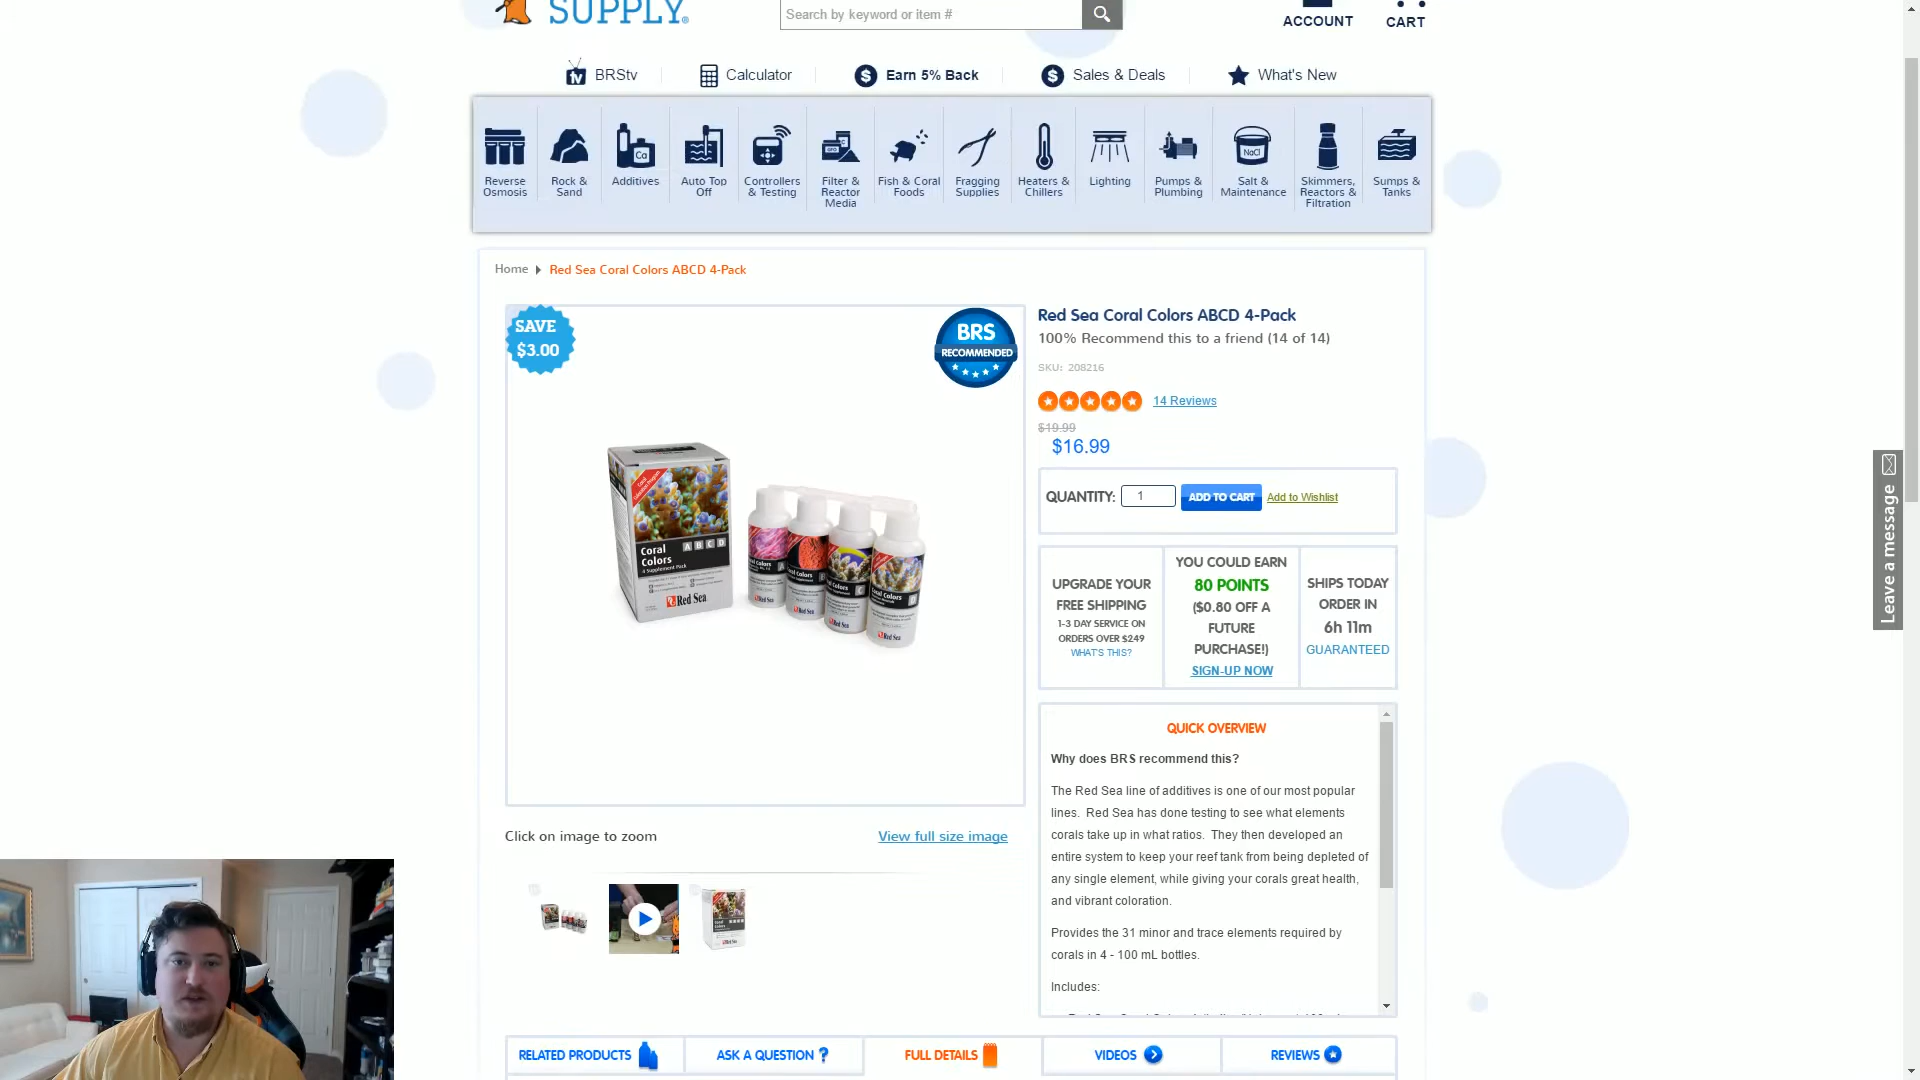 SUPPLY®
Search by keyword or item #
ACCOUNT
CART
BRStv
Calculator
Earn 5% Back
Sales & Deals
What's New
Reverse
Osmosis
Rock &
Sand
Additives
Auto Top
Off
Controllers
& Testing
Filter &
Reactor
Media
Fish & Coral
Foods
Fragging
Supplies
Heaters &
Chillers
Lighting
Pumps &
Plumbing
Salt &
Maintenance
Skimmers,
Reactors &
Filtration
Sumps &
Tanks
Ca
NaCl
Home
Red Sea Coral Colors ABCD 4-Pack
SAVE
$3.00
BRS
RECOMMENDED
Coral
Colors
A B C D
Red Sea
Red Sea Coral Colors ABCD 4-Pack
100% Recommend this to a friend (14 of 14)
SKU: 208216
14 Reviews
$19.99
$16.99
QUANTITY: 1 ADD TO CART Add to Wishlist
UPGRADE YOUR
FREE SHIPPING
1-3 DAY SERVICE ON
ORDERS OVER $249
WHAT'S THIS?
YOU COULD EARN
80 POINTS
($0.80 OFF A
FUTURE
PURCHASE!)
SIGN-UP NOW
SHIPS TODAY
ORDER IN
6h 11m
GUARANTEED
Leave a message
QUICK OVERVIEW
Why does BRS recommend this?
The Red Sea line of additives is one of our most popular
lines. Red Sea has done testing to see what elements
corals take up in what ratios. They then developed an
entire system to keep your reef tank from being depleted of
any single element, while giving your corals great health,
and vibrant coloration.
Provides the 31 minor and trace elements required by
corals in 4 - 100 mL bottles.
Includes:
Click on image to zoom
View full size image
RELATED PRODUCTS
ASK A QUESTION ?
FULL DETAILS
VIDEOS
REVIEWS